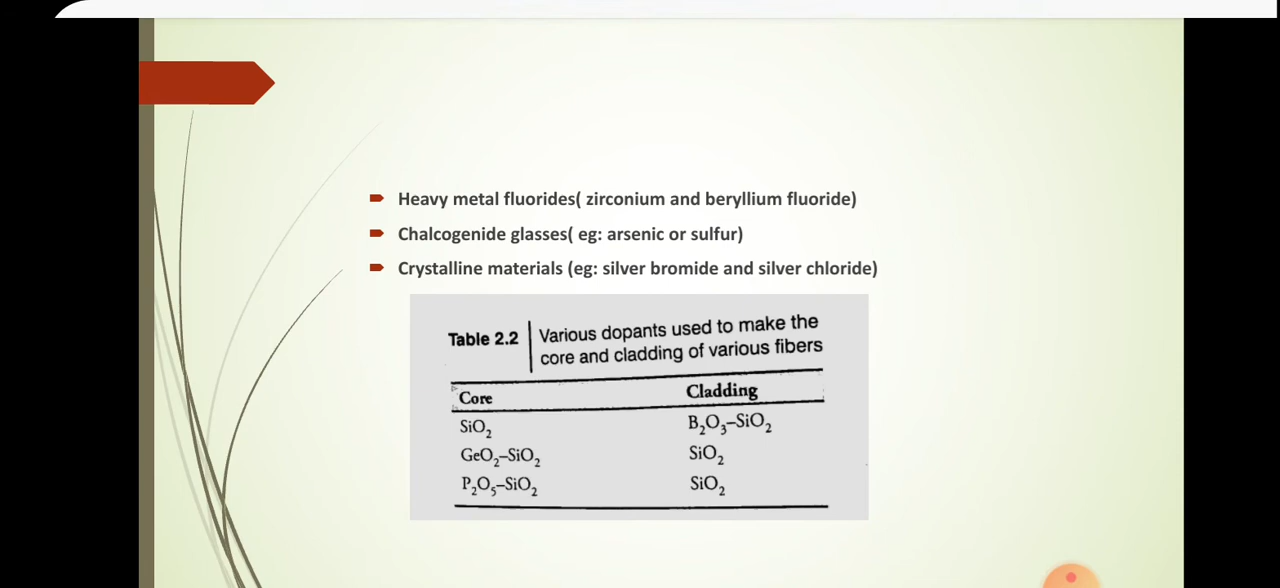 Heavy metal fluorides( zirconium and beryllium fluoride)
Chalcogenide glasses( eg: arsenic or sulfur)
Crystalline materials (eg: silver bromide and silver chloride)
Table 2.2 Various dopants used to make the
core and cladding of various fibers
Core Cladding
SiO₂ B₂O₃–SiO₂
GeO₂–SiO₂ SiO₂
P₂O₅–SiO₂ SiO₂